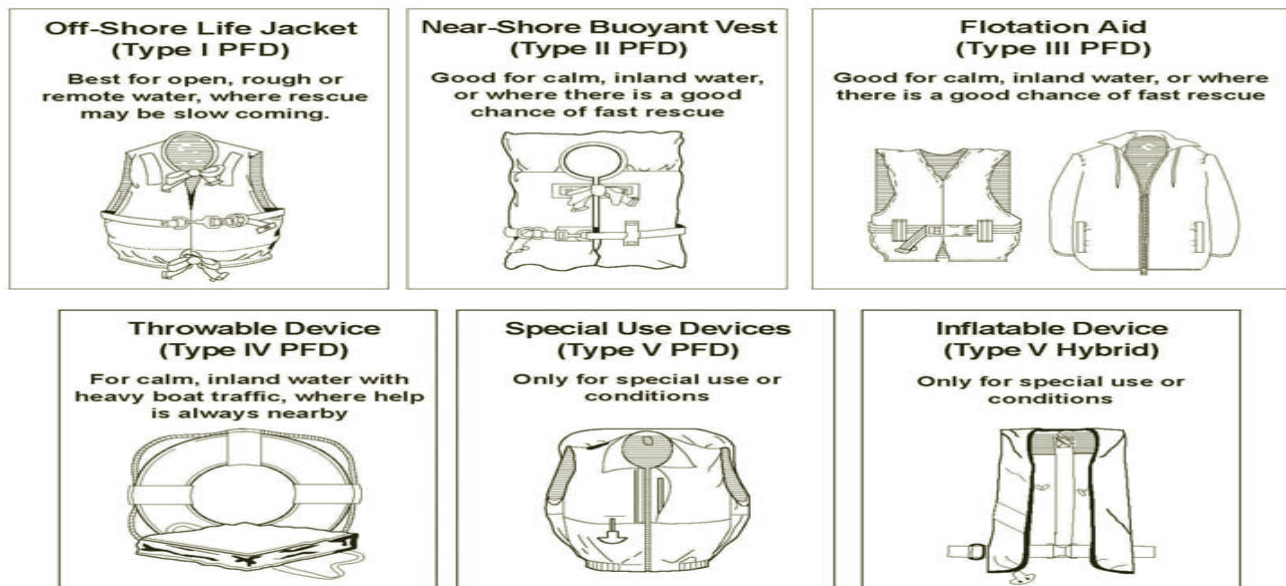 Off-Shore Life Jacket
(Type I PFD)
Best for open, rough or
remote water, where rescue
may be slow coming.
Near-Shore Buoyant Vest
(Type II PFD)
Good for calm, inland water,
or where there is a good
chance of fast rescue
Flotation Aid
(Type III PFD)
Good for calm, inland water, or where
there is a good chance of fast rescue
Throwable Device
(Type IV PFD)
For calm, inland water with
heavy boat traffic, where help
is always nearby
Special Use Devices
(Type V PFD)
Only for special use or
conditions
Inflatable Device
(Type V Hybrid)
Only for special use or
conditions